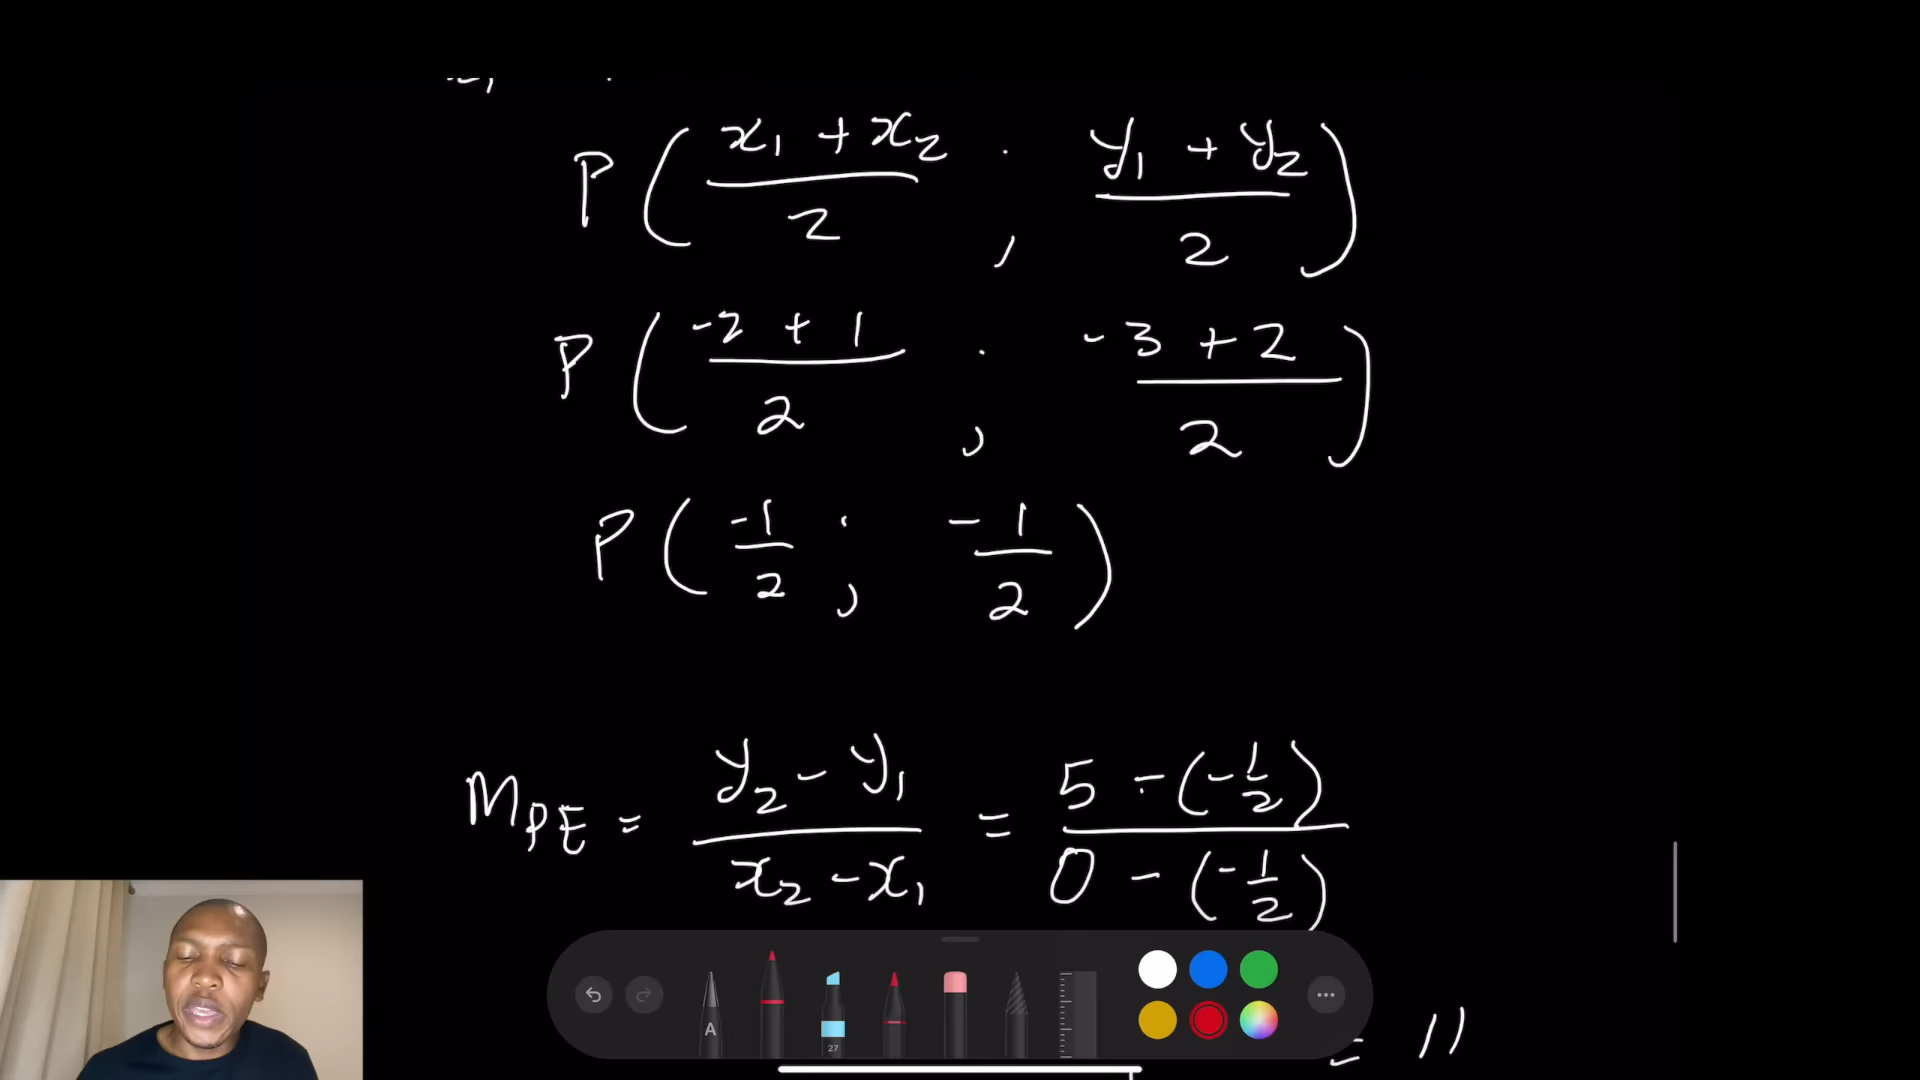 P ( x₁ + x₂ / 2 ; y₁ + y₂ / 2 )
P ( -2 + 1 / 2 ; -3 + 2 / 2 )
P ( -1/2 ; -1/2 )
M_PE = y₂ - y₁ / x₂ - x₁ = 5 - (-1/2) / 0 - (-1/2)
= 11
A
27